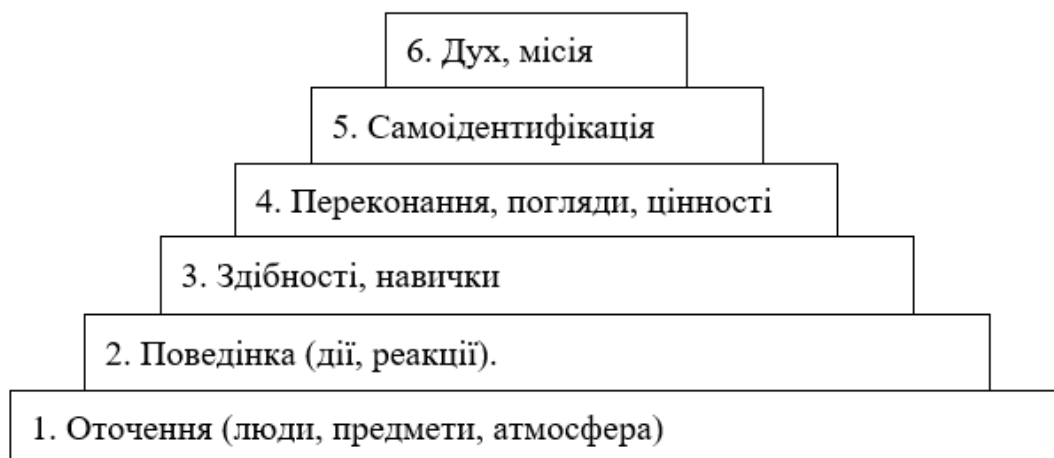 6. Дух, місія
5. Самоідентифікація
4. Переконання, погляди, цінності
3. Здібності, навички
2. Поведінка (дії, реакції).
1. Оточення (люди, предмети, атмосфера)